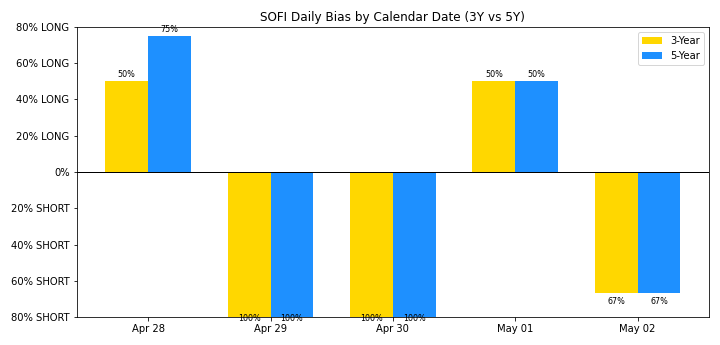 SOFI Daily Bias by Calendar Date (3Y vs 5Y)
80% LONG
60% LONG
40% LONG
20% LONG
0%
20% SHORT
40% SHORT
60% SHORT
80% SHORT
3-Year
5-Year
50%
75%
100%
100%
100%
100%
50%
50%
67%
67%
Apr 28
Apr 29
Apr 30
May 01
May 02